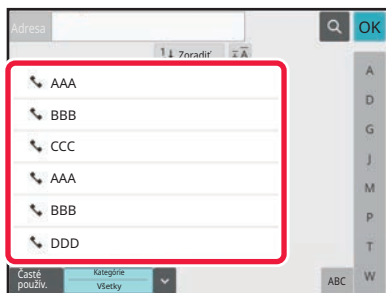 Adresa
OK
Zoradiť
A
AAA
BBB
CCC
AAA
BBB
DDD
A
D
G
J
M
P
T
W
Časté
použív.
Kategórie
Všetky
ABC